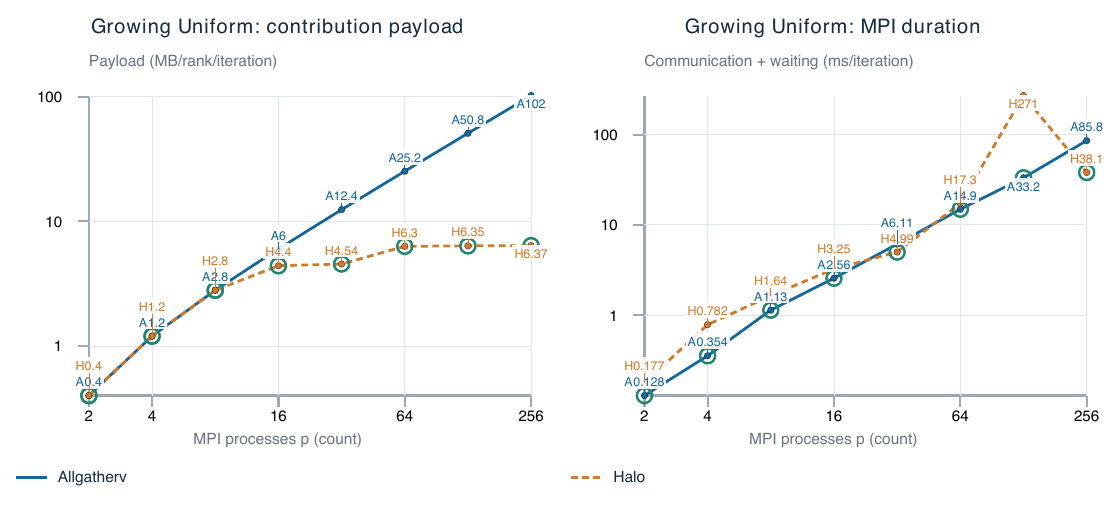 Growing Uniform: contribution payload
Payload (MB/rank/iteration)
100
10
1
A102
A50.8
A25.2
A12.4
A6
H4.4
H4.54
H6.3
H6.35
H6.37
H2.8
A2.8
H1.2
A1.2
H0.4
A0.4
2 4 16 64 256
MPI processes p (count)
Growing Uniform: MPI duration
Communication + waiting (ms/iteration)
100
10
1
H271
A85.8
H38.1
A33.2
H17.3
A14.9
A6.11
H4.99
H3.25
A2.56
H1.64
A1.13
H0.782
A0.354
H0.177
A0.128
2 4 16 64 256
MPI processes p (count)
Allgatherv
Halo